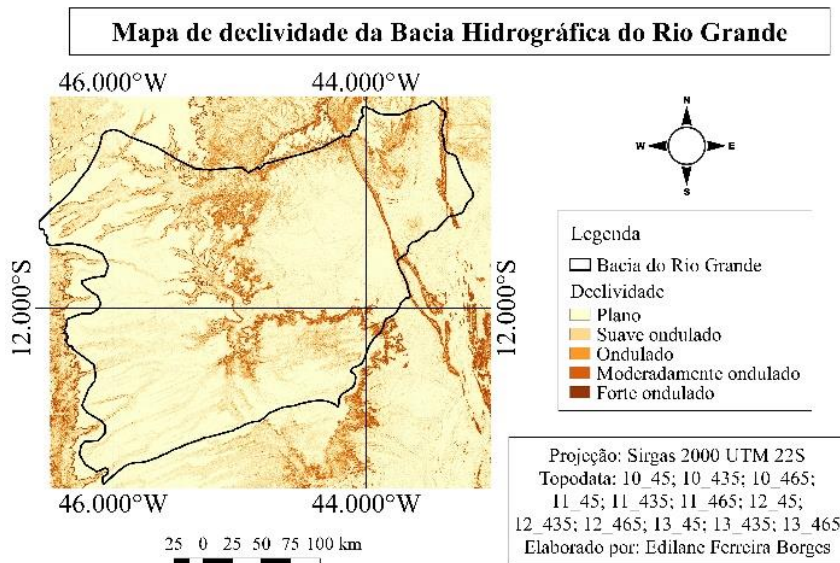 Mapa de declividade da Bacia Hidrográfica do Rio Grande
46.000°W 44.000°W
N
W E
S
Legenda
Bacia do Rio Grande
Declividade
12.000°S 12.000°S
Plano
Suave ondulado
Ondulado
Moderadamente ondulado
Forte ondulado
46.000°W 44.000°W
Projeção: Sirgas 2000 UTM 22S
Topodata: 10_45; 10_435; 10_465;
11_45; 11_435; 11_465; 12_45;
12_435; 12_465; 13_45; 13_435; 13_465
Elaborado por: Edilane Ferreira Borges
25 0 25 50 75 100 km